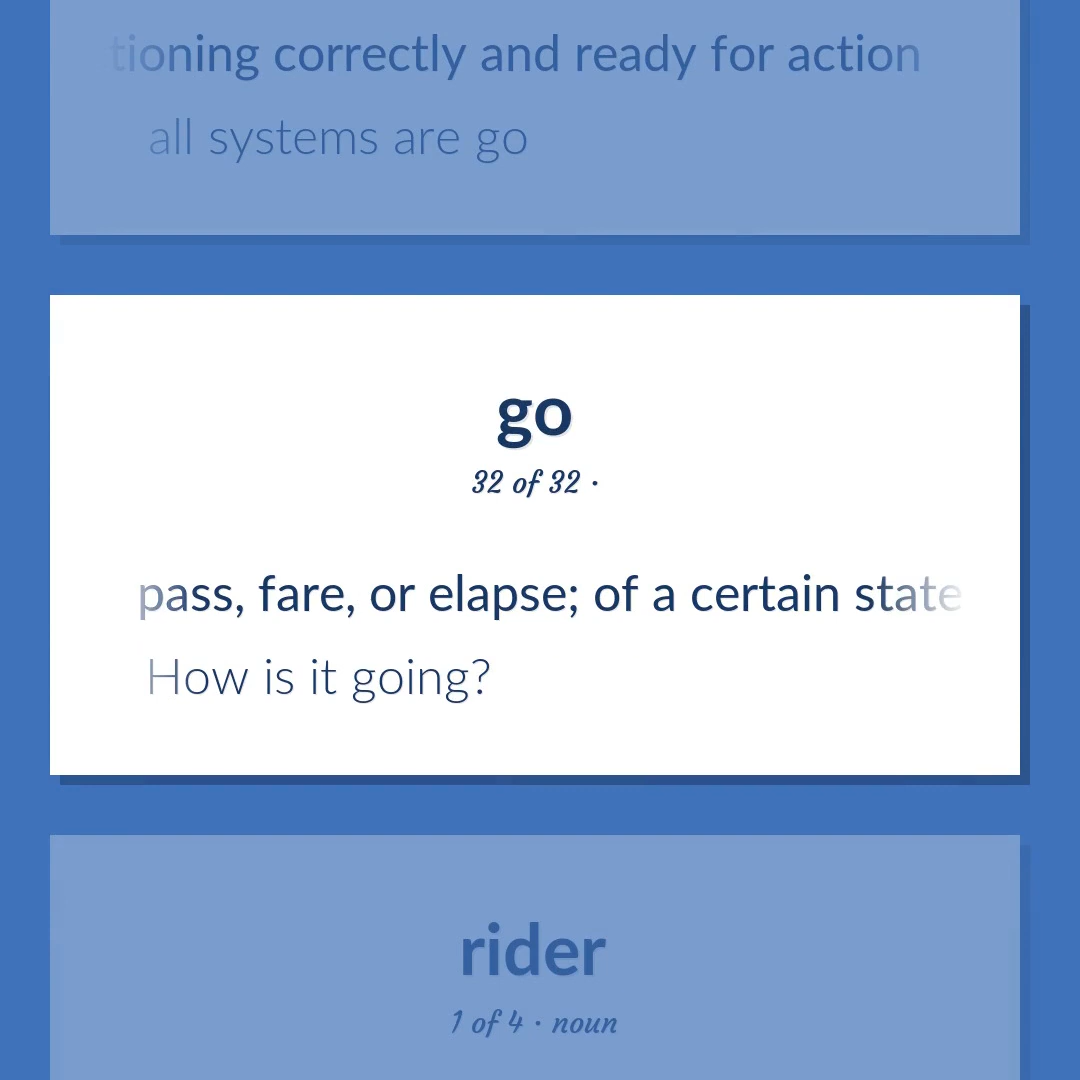 tioning correctly and ready for action
all systems are go
go
32 of 32 ·
pass, fare, or elapse; of a certain state
How is it going?
rider
1 of 4 · noun